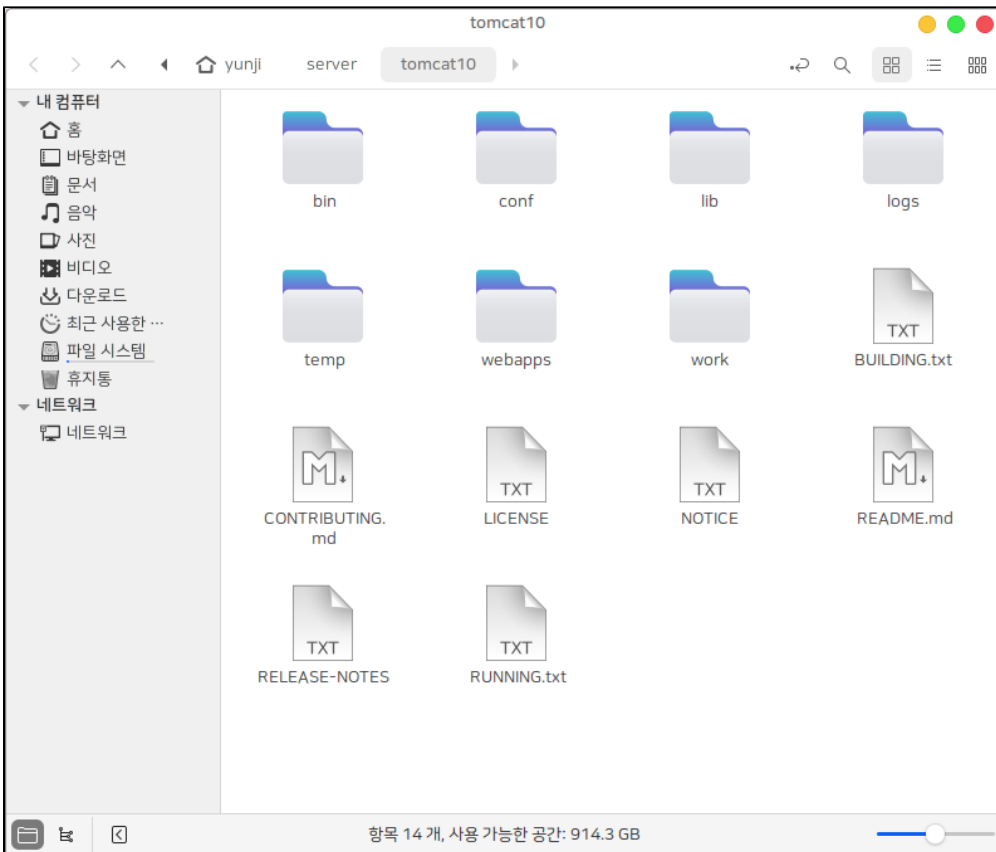 tomcat10
yunji server tomcat10
내 컴퓨터
홈
바탕화면
문서
음악
사진
비디오
다운로드
최근 사용한 …
파일 시스템
휴지통
네트워크
네트워크
bin conf lib logs
temp webapps work TXT
BUILDING.txt
M TXT TXT M
CONTRIBUTING. LICENSE NOTICE README.md
md
TXT TXT
RELEASE-NOTES RUNNING.txt
항목 14 개, 사용 가능한 공간: 914.3 GB